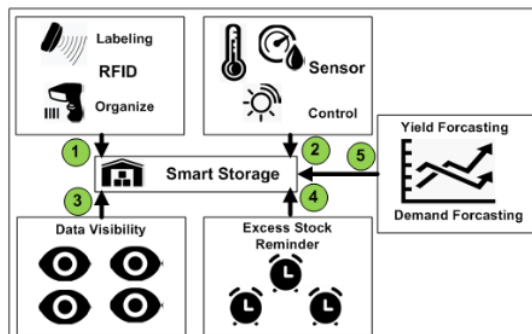 Labeling
RFID
Organize
Sensor
Control
1
2
5
Yield Forcasting
Smart Storage
3
4
Demand Forcasting
Data Visibility
Excess Stock
Reminder